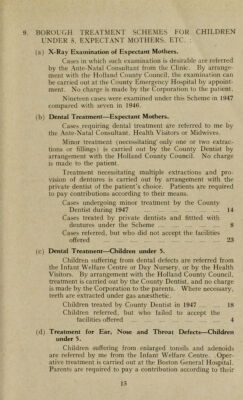 9. BOROUGH TREATMENT SCHEMES FOR CHILDREN
UNDER 5, EXPECTANT MOTHERS, ETC. :
(a) X-Ray Examination of Expectant Mothers.
Cases in which such examination is desirable are referred
by the Ante-Natal Consultant from the Clinic. By arrange-
ment with the Holland County Council, the examination can
be carried out at the County Emergency Hospital by appoint-
ment. No charge is made by the Corporation to the patient.
Nineteen cases were examined under this Scheme in 1947
compared with seven in 1946.
(b) Dental Treatment—Expectant Mothers.
Cases requiring dental treatment are referred to me by
the Ante-Natal Consultant, Health Visitors or Midwives.
Minor treatment (necessitating only one or two extrac-
tions or fillings) is carried out by the County Dentist by
arrangement with the Holland County Council. No charge
is made to the patient.
Treatment necessitating multiple extractions and pro-
vision of dentures is carried out by arrangement with the
private dentist of the patient's choice. Patients are required
to pay contributions according to their means.
Cases undergoing minor treatment by the County
Dentist during 1947 14
Cases treated by private dentists and fitted with
dentures under the Scheme ... ... ... ... 8
Cases referred, but who did not accept the facilities
offered 23
(c) Dental Treatment—Children under 5.
Children suffering from dental defects are referred from
the Infant Welfare Centre or Day Nursery, or by the Health
Visitors. By arrangement with the Holland County Council,
treatment is carried out by the County Dentist, and no charge
is made by the Corporation to the parents. Where necessary,
teeth are extracted under gas anæsthetic.
Children treated by County Dentist in 1947 ... 18
Children referred, but who failed to accept the
facilities offered ... ... ... ... ... 4
(d) Treatment for Ear, Nose and Throat Defects—Children
under 5.
Children suffering from enlarged tonsils and adenoids
are referred by me from the Infant Welfare Centre. Oper-
ative treatment is carried out at the Boston General Hospital.
Parents are required to pay a contribution according to their
15